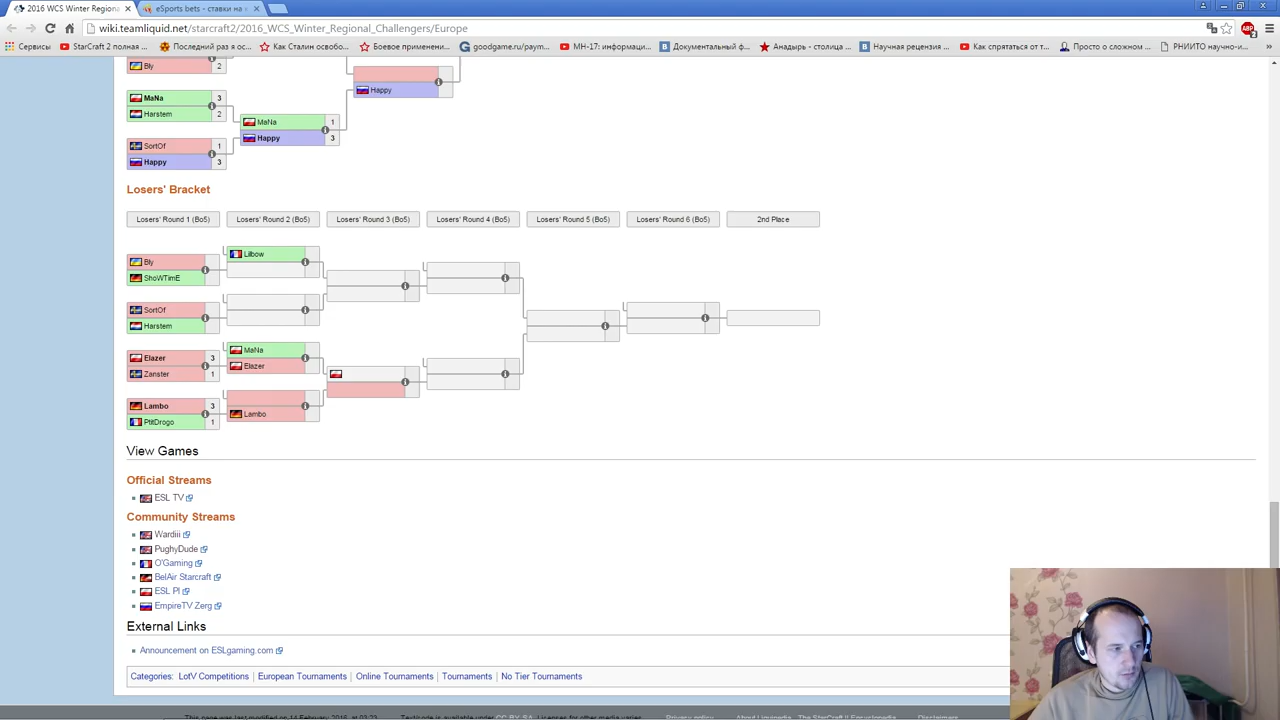 2016 WCS Winter Regiona
eSports bets - ставки на к
wiki.teamliquid.net/starcraft2/2016_WCS_Winter_Regional_Challengers/Europe
Сервисы
StarCraft 2 полная
Последний раз я ос
Как Сталин освобо
Боевое применени
goodgame.ru/paym
МН-17: информаци
Документальный ф
Анадырь - столица
Научная рецензия
Как спрятаться от г
Просто о сложном
РНИИТО научно-и
Bly 2
Happy
MaNa 3
Harstem 2
MaNa 1
Happy 3
SortOf 1
Happy 3
Losers' Bracket
Losers' Round 1 (Bo5) Losers' Round 2 (Bo5) Losers' Round 3 (Bo5) Losers' Round 4 (Bo5) Losers' Round 5 (Bo5) Losers' Round 6 (Bo5) 2nd Place
Lilbow
Bly
ShoWTimE
SortOf
Harstem
MaNa
Elazer 3
Elazer
Zanster 1
Lambo 3
Lambo
PtitDrogo 1
View Games
Official Streams
ESL TV
Community Streams
Wardiii
PughyDude
O'Gaming
BelAir Starcraft
ESL Pl
EmpireTV Zerg
External Links
Announcement on ESLgaming.com
Categories: LotV Competitions | European Tournaments | Online Tournaments | Tournaments | No Tier Tournaments